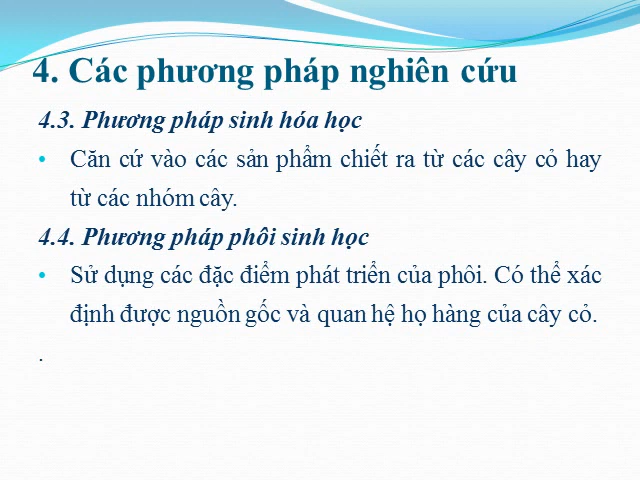 4. Các phương pháp nghiên cứu
4.3. Phương pháp sinh hóa học
• Căn cứ vào các sản phẩm chiết ra từ các cây cỏ hay
từ các nhóm cây.
4.4. Phương pháp phôi sinh học
• Sử dụng các đặc điểm phát triển của phôi. Có thể xác
định được nguồn gốc và quan hệ họ hàng của cây cỏ.
.